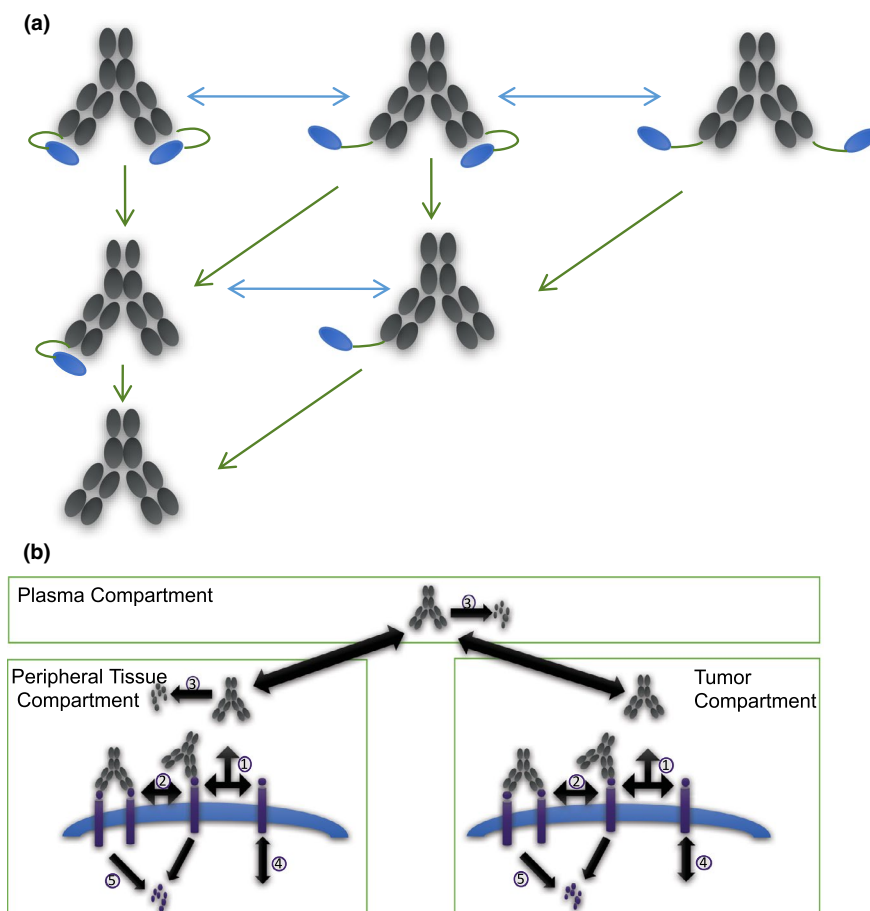 (a)
(b)
Plasma Compartment
③
Peripheral Tissue
Compartment
③
Tumor
Compartment
①
②
④
⑤
①
②
④
⑤